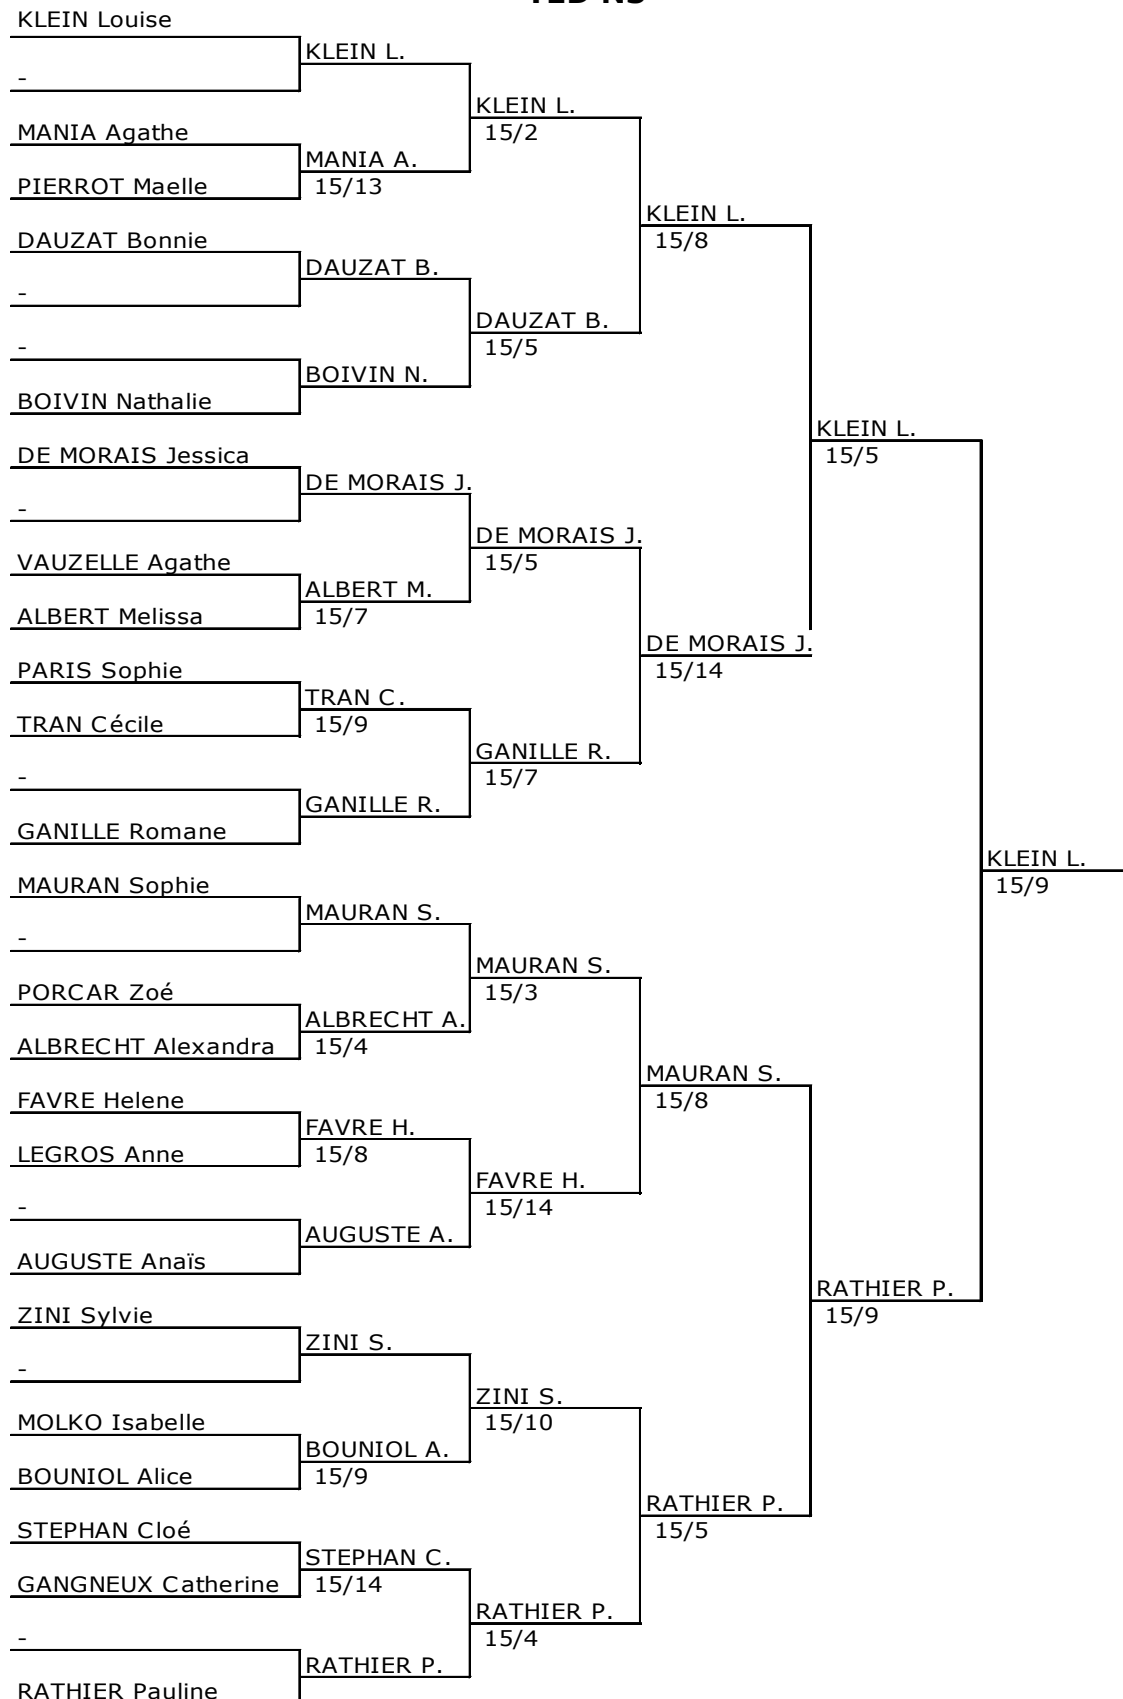 KLEIN Louise
-
MANIA Agathe
PIERROT Maelle
DAUZAT Bonnie
-
-
BOIVIN Nathalie
DE MORAIS Jessica
-
VAUZELLE Agathe
ALBERT Melissa
PARIS Sophie
TRAN Cécile
-
GANILLE Romane
MAURAN Sophie
-
PORCAR Zoé
ALBRECHT Alexandra
FAVRE Helene
LEGROS Anne
-
AUGUSTE Anaïs
ZINI Sylvie
-
MOLKO Isabelle
BOUNIOL Alice
STEPHAN Cloé
GANGNEUX Catherine
-
RATHIER Pauline
KLEIN L.
MANIA A.
15/13
DAUZAT B.
BOIVIN N.
DE MORAIS J.
ALBERT M.
15/7
TRAN C.
15/9
GANILLE R.
MAURAN S.
ALBRECHT A.
15/4
FAVRE H.
15/8
AUGUSTE A.
ZINI S.
BOUNIOL A.
15/9
STEPHAN C.
15/14
RATHIER P.
KLEIN L.
15/2
DAUZAT B.
15/5
DE MORAIS J.
15/5
GANILLE R.
15/7
MAURAN S.
15/3
FAVRE H.
15/14
ZINI S.
15/10
RATHIER P.
15/4
KLEIN L.
15/8
DE MORAIS J.
15/14
MAURAN S.
15/8
RATHIER P.
15/5
KLEIN L.
15/5
RATHIER P.
15/9
KLEIN L.
15/9